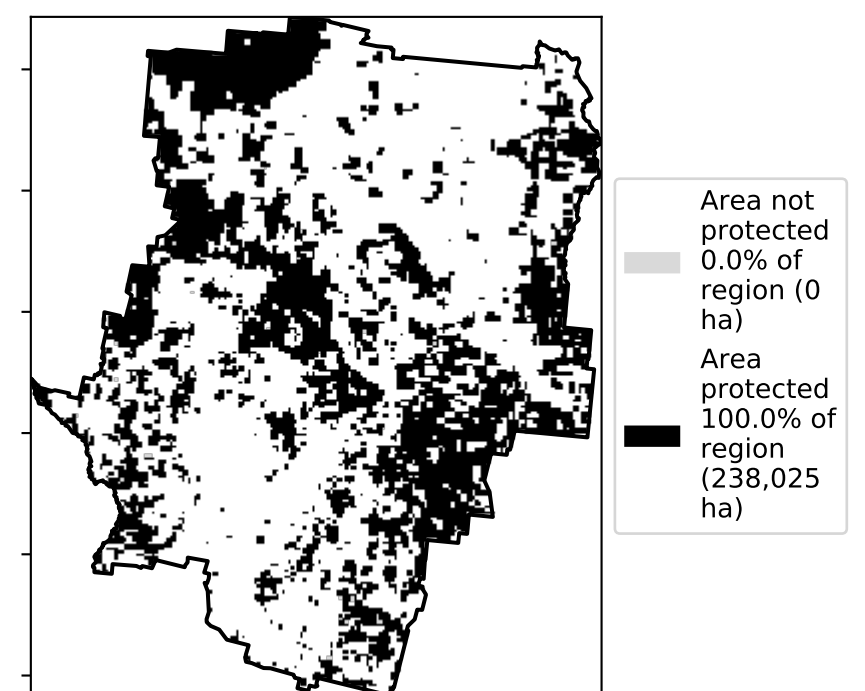 Area not
protected
0.0% of
region (0
ha)
Area
protected
100.0% of
region
(238,025
ha)